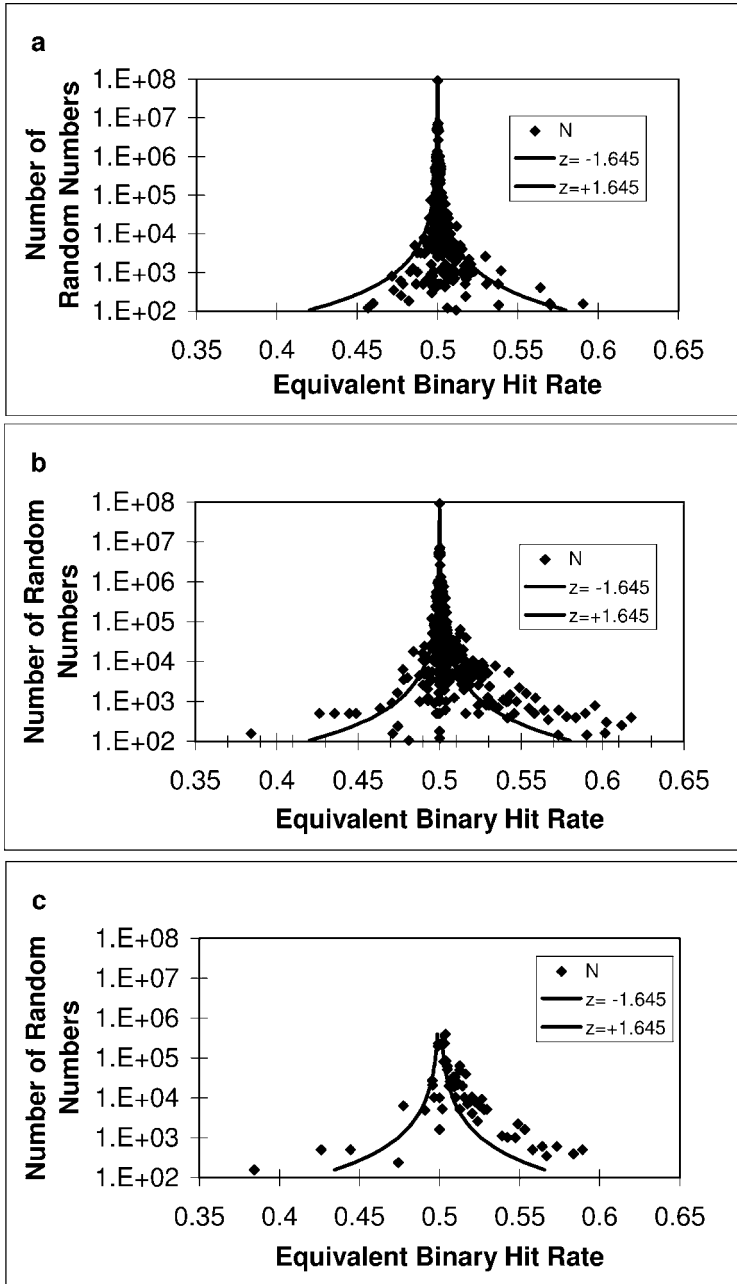 a
1.E+08
1.E+07
1.E+06
1.E+05
1.E+04
1.E+03
1.E+02
Number of
Random Numbers
N
z= -1.645
z=+1.645
0.35 0.4 0.45 0.5 0.55 0.6 0.65
Equivalent Binary Hit Rate
b
1.E+08
1.E+07
1.E+06
1.E+05
1.E+04
1.E+03
1.E+02
Number of Random
Numbers
N
z= -1.645
z=+1.645
0.35 0.4 0.45 0.5 0.55 0.6 0.65
Equivalent Binary Hit Rate
c
1.E+08
1.E+07
1.E+06
1.E+05
1.E+04
1.E+03
1.E+02
Number of Random
Numbers
N
z= -1.645
z=+1.645
0.35 0.4 0.45 0.5 0.55 0.6 0.65
Equivalent Binary Hit Rate